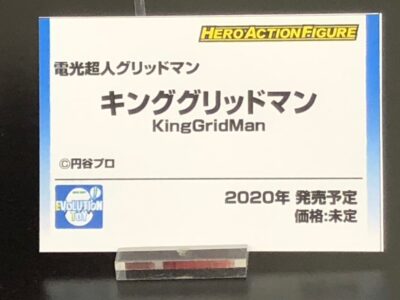 HERO ACTION FIGURE
電光超人グリッドマン
キンググリッドマン
KingGridMan
©円谷プロ
EVOLUTION
TOY
2020年 発売予定
価格:未定